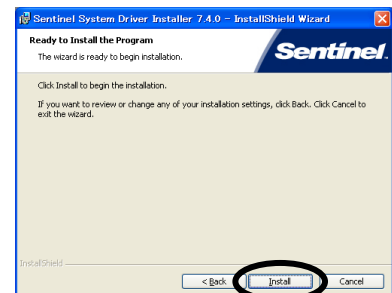 Sentinel System Driver Installer 7.4.0 - InstallShield Wizard
Ready to Install the Program
The wizard is ready to begin installation.
Sentinel.
Click Install to begin the installation.
If you want to review or change any of your installation settings, click Back. Click Cancel to
exit the wizard.
InstallShield
< Back
Install
Cancel